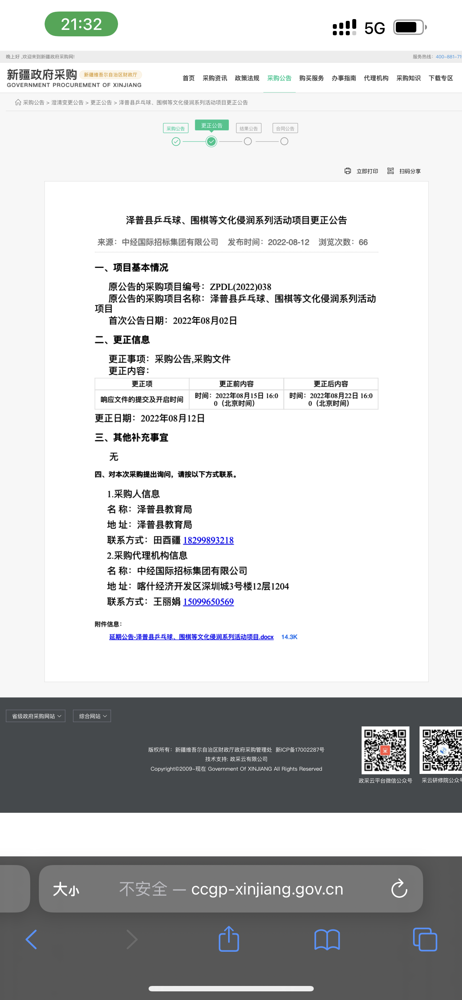 21:32
5G
晚上好 ,欢迎来到新疆政府采购网!
服务热线：400-881-719
新疆政府采购 新疆维吾尔自治区财政厅
GOVERNMENT PROCUREMENT OF XINJIANG
首页 采购资讯 政策法规 采购公告 购买服务 办事指南 代理机构 采购知识 下载专区
采购公告 > 澄清变更公告 > 更正公告 > 泽普县乒乓球、围棋等文化侵润系列活动项目更正公告
采购公告 更正公告 结果公告 合同公告
立即打印 扫码分享
泽普县乒乓球、围棋等文化侵润系列活动项目更正公告
来源：中经国际招标集团有限公司 发布时间：2022-08-12 浏览次数：66
一、项目基本情况
原公告的采购项目编号：ZPDL(2022)038
原公告的采购项目名称：泽普县乒乓球、围棋等文化侵润系列活动
项目
首次公告日期：2022年08月02日
二、更正信息
更正事项：采购公告,采购文件
更正内容：
更正项 更正前内容 更正后内容
响应文件的提交及开启时间 时间：2022年08月15日 16:0
0（北京时间） 时间：2022年08月22日 16:0
0（北京时间）
更正日期：2022年08月12日
三、其他补充事宜
无
四、对本次采购提出询问，请按以下方式联系。
1.采购人信息
名 称：泽普县教育局
地 址：泽普县教育局
联系方式：田酉疆 18299893218
2.采购代理机构信息
名 称：中经国际招标集团有限公司
地 址：喀什经济开发区深圳城3号楼12层1204
联系方式：王丽娟 15099650569
附件信息：
延期公告-泽普县乒乓球、围棋等文化侵润系列活动项目.docx 14.3K
省级政府采购网站 综合网站
版权所有：新疆维吾尔自治区财政厅政府采购管理处 新ICP备17002287号
技术支持: 政采云有限公司
Copyright©2009-现在 Government Of XINJIANG All Rights Reserved
政采云平台微信公众号 采云研修院公众号
大小 不安全 — ccgp-xinjiang.gov.cn